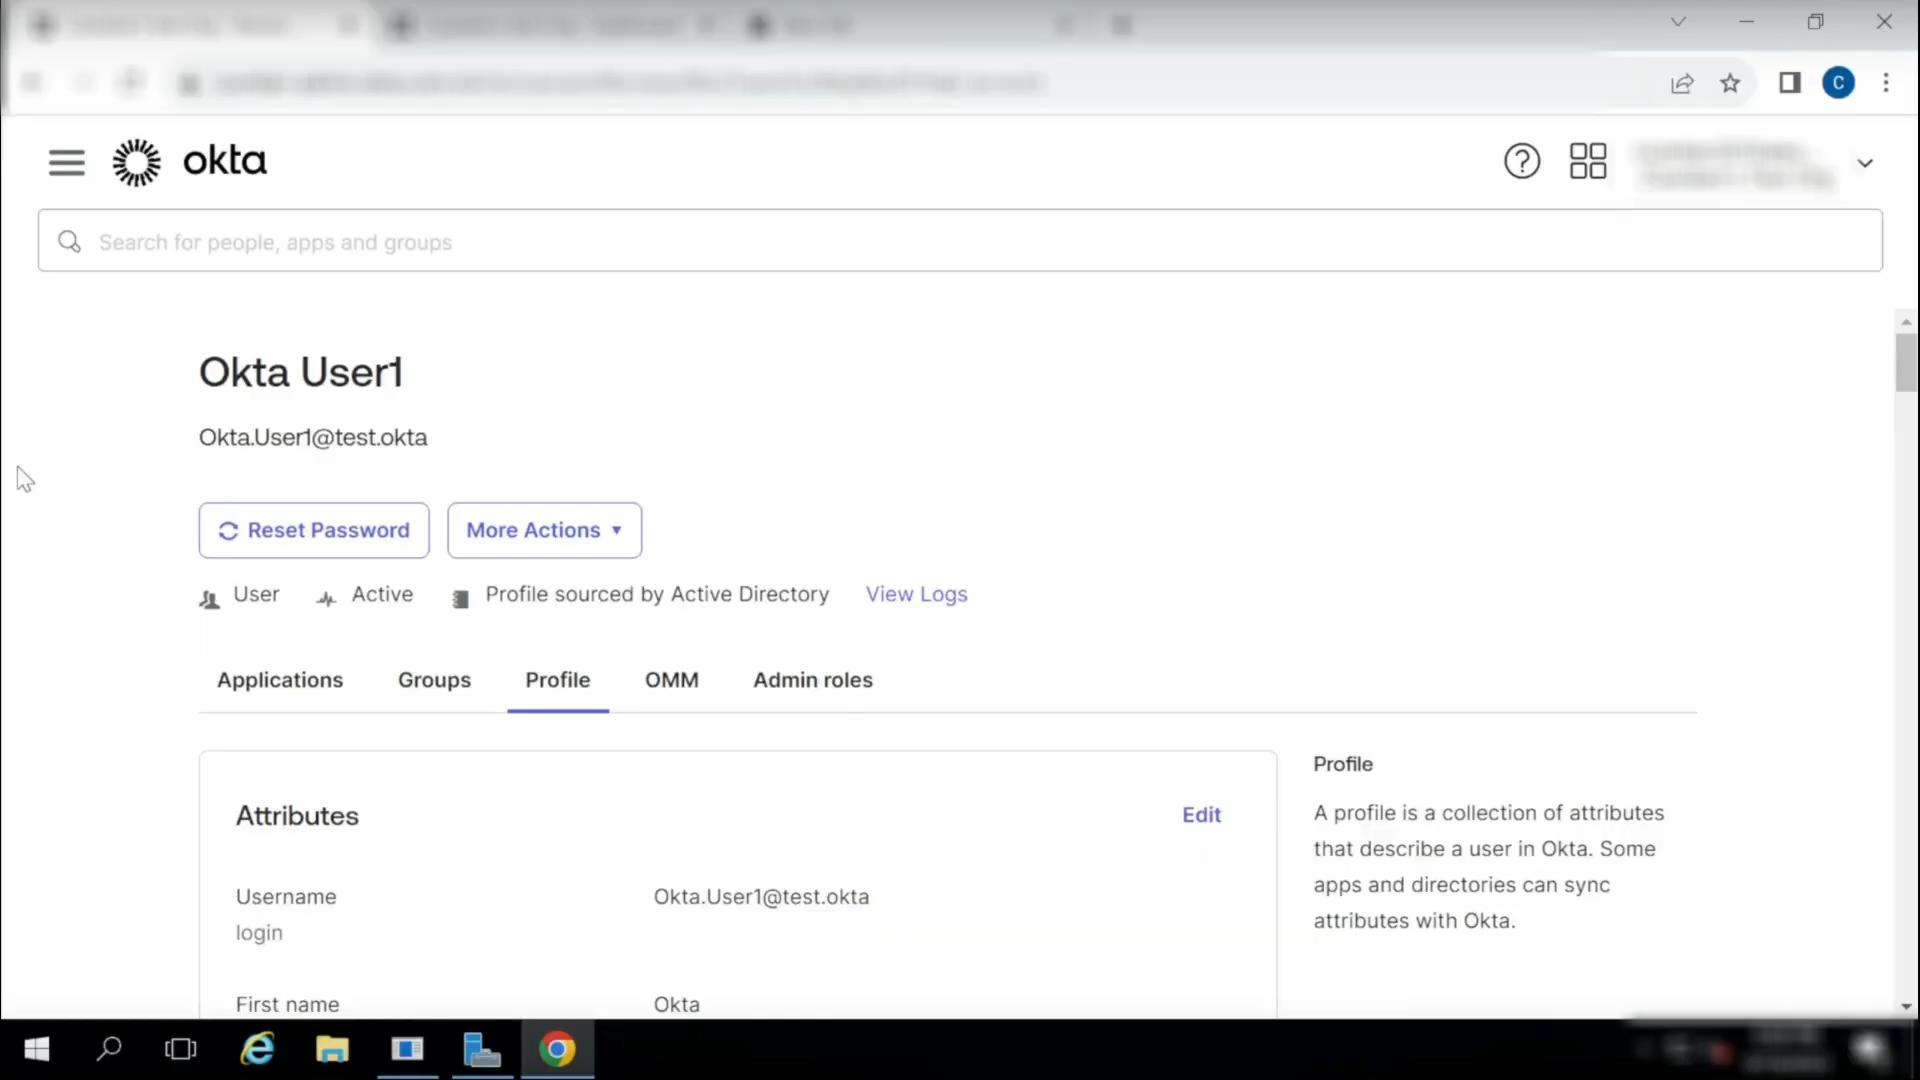 C
okta
Search for people, apps and groups
Okta User1
Okta.User1@test.okta
Reset Password
More Actions
User
Active
Profile sourced by Active Directory
View Logs
Applications
Groups
Profile
OMM
Admin roles
Attributes
Edit
Username
Okta.User1@test.okta
login
First name
Okta
Profile
A profile is a collection of attributes
that describe a user in Okta. Some
apps and directories can sync
attributes with Okta.